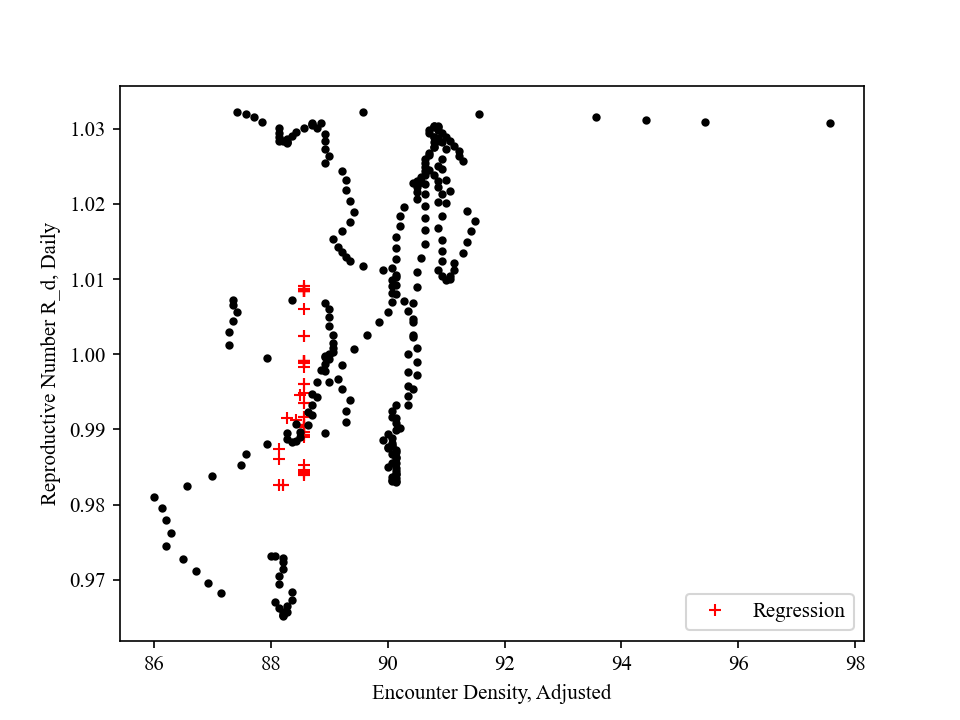 1.03
1.02
1.01
1.00
0.99
0.98
0.97
Reproductive Number R_d, Daily
Regression
86 88 90 92 94 96 98
Encounter Density, Adjusted